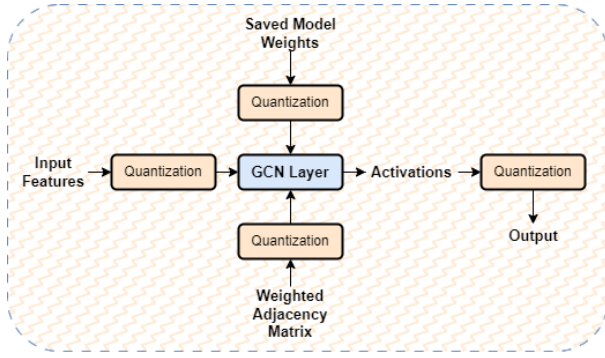 Saved Model
Weights
Quantization
Input
Features
Quantization
GCN Layer
Activations
Quantization
Quantization
Output
Weighted
Adjacency
Matrix